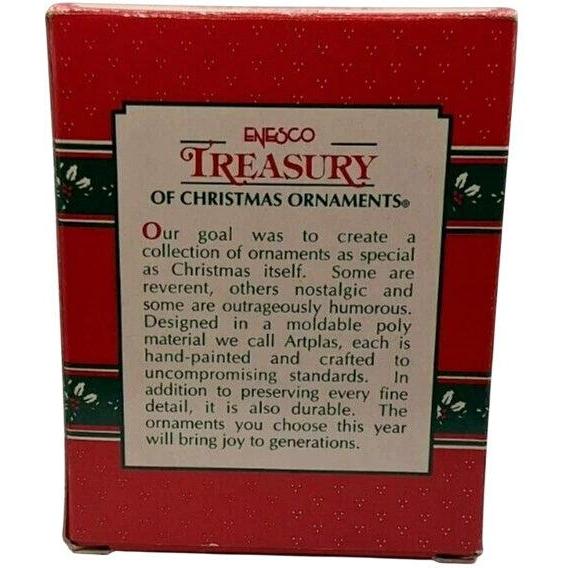 ENESCO
TREASURY
OF CHRISTMAS ORNAMENTS®
Our goal was to create a
collection of ornaments as special
as Christmas itself. Some are
reverent, others nostalgic and
some are outrageously humorous.
Designed in a moldable poly
material we call Artplas, each is
hand-painted and crafted to
uncompromising standards. In
addition to preserving every fine
detail, it is also durable. The
ornaments you choose this year
will bring joy to generations.